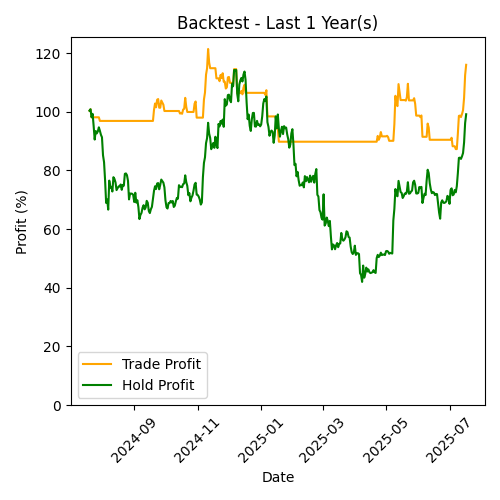 Backtest - Last 1 Year(s)
Profit (%)
120
100
80
60
40
20
0
Trade Profit
Hold Profit
2024-09
2024-11
2025-01
2025-03
2025-05
2025-07
Date